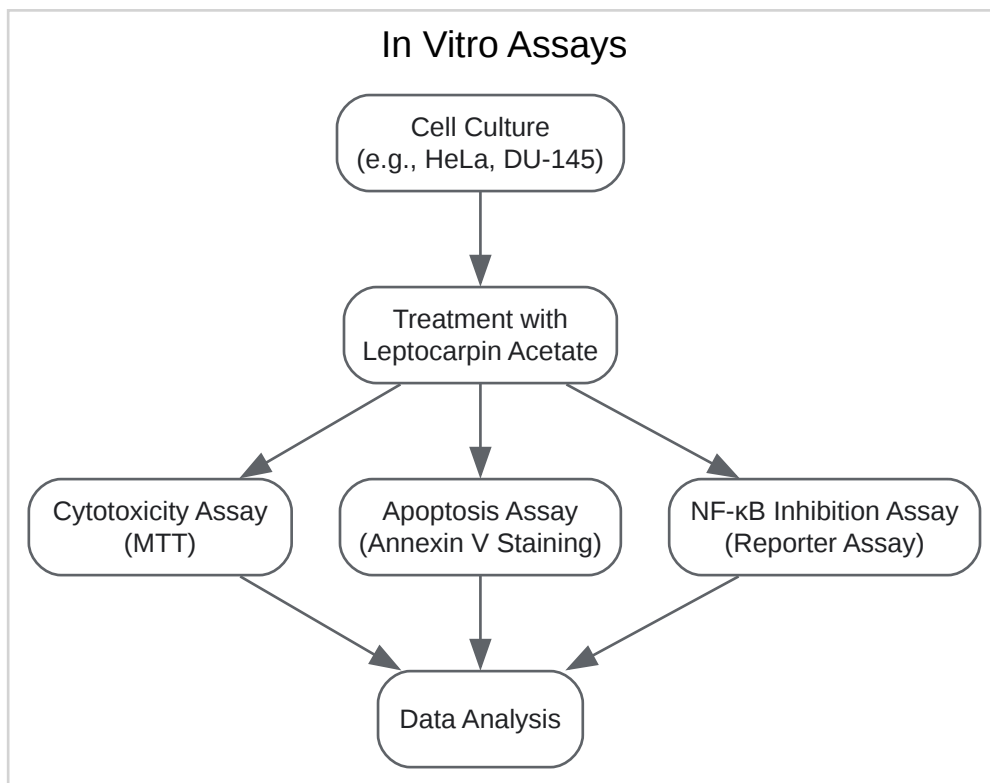 In Vitro Assays
Cell Culture
(e.g., HeLa, DU-145)
Treatment with
Leptocarpin Acetate
Cytotoxicity Assay
(MTT)
Apoptosis Assay
(Annexin V Staining)
NF-κB Inhibition Assay
(Reporter Assay)
Data Analysis